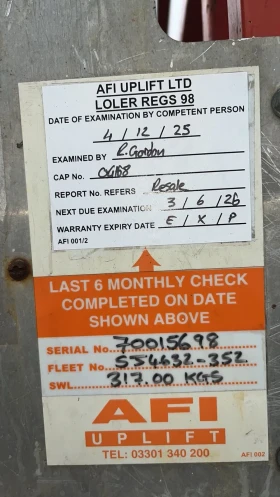 AFI UPLIFT LTD
LOLER REGS 98
DATE OF EXAMINATION BY COMPETENT PERSON
4 / 12 / 25
EXAMINED BY R. Gordon
CAP No.
REPORT No. REFERS Resale
NEXT DUE EXAMINATION 3 / 6 / 26
WARRANTY EXPIRY DATE E / X / P
AFI 001/2
LAST 6 MONTHLY CHECK
COMPLETED ON DATE
SHOWN ABOVE
SERIAL No. 70015698
FLEET No. SJ4432-352
SWL. 317.00 KGS
AFI
UPLIFT
TEL: 03301 340 200
AFI 002